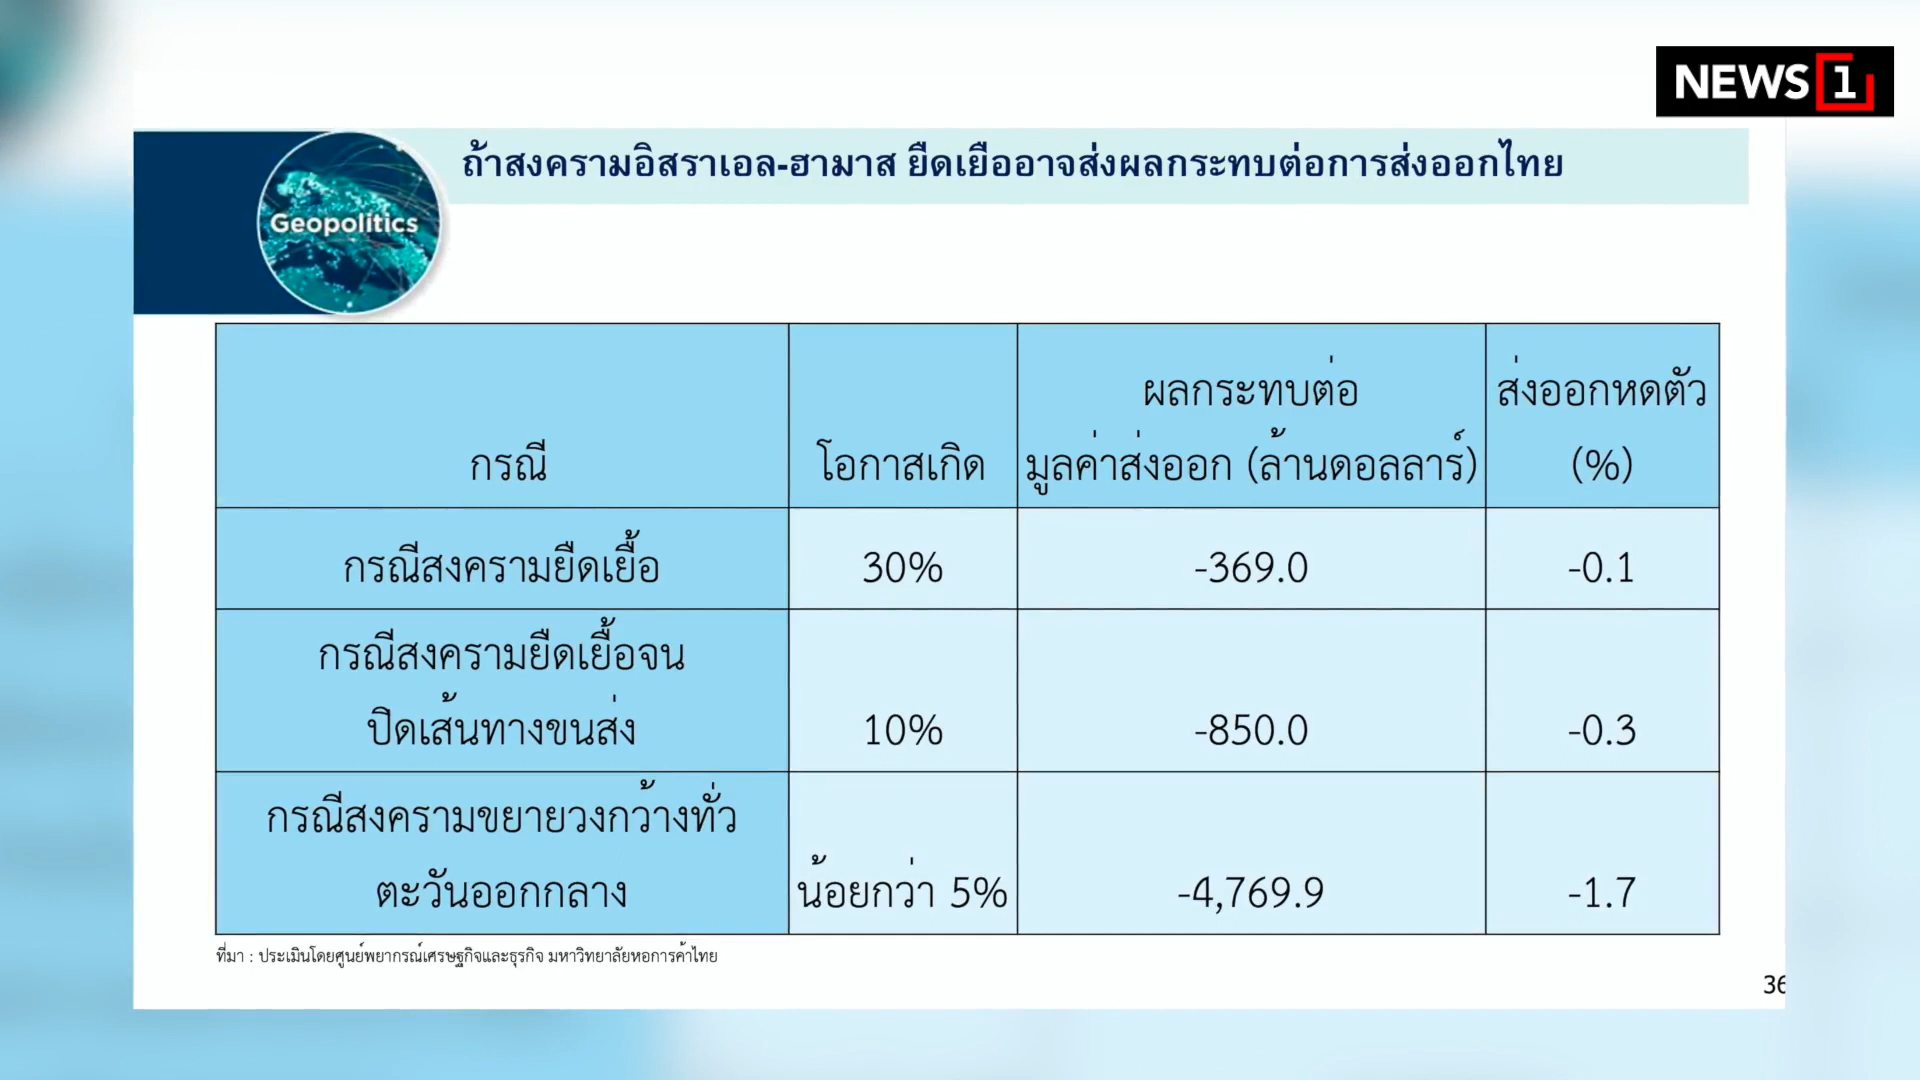 NEWS 1
ถ้าสงครามอิสราเอล-ฮามาส ยืดเยืออาจส่งผลกระทบต่อการส่งออกไทย
Geopolitics
กรณี
โอกาสเกิด
ผลกระทบต่อ
มูลค่าส่งออก (ล้านดอลลาร์)
ส่งออกหดตัว
(%)
กรณีสงครามยืดเยื้อ
30%
-369.0
-0.1
กรณีสงครามยืดเยื้อจน
ปิดเส้นทางขนส่ง
10%
-850.0
-0.3
กรณีสงครามขยายวงกว้างทั่ว
ตะวันออกกลาง
น้อยกว่า 5%
-4,769.9
-1.7
ที่มา : ประเมินโดยศูนย์พยากรณ์เศรษฐกิจและธุรกิจ มหาวิทยาลัยหอการค้าไทย
36